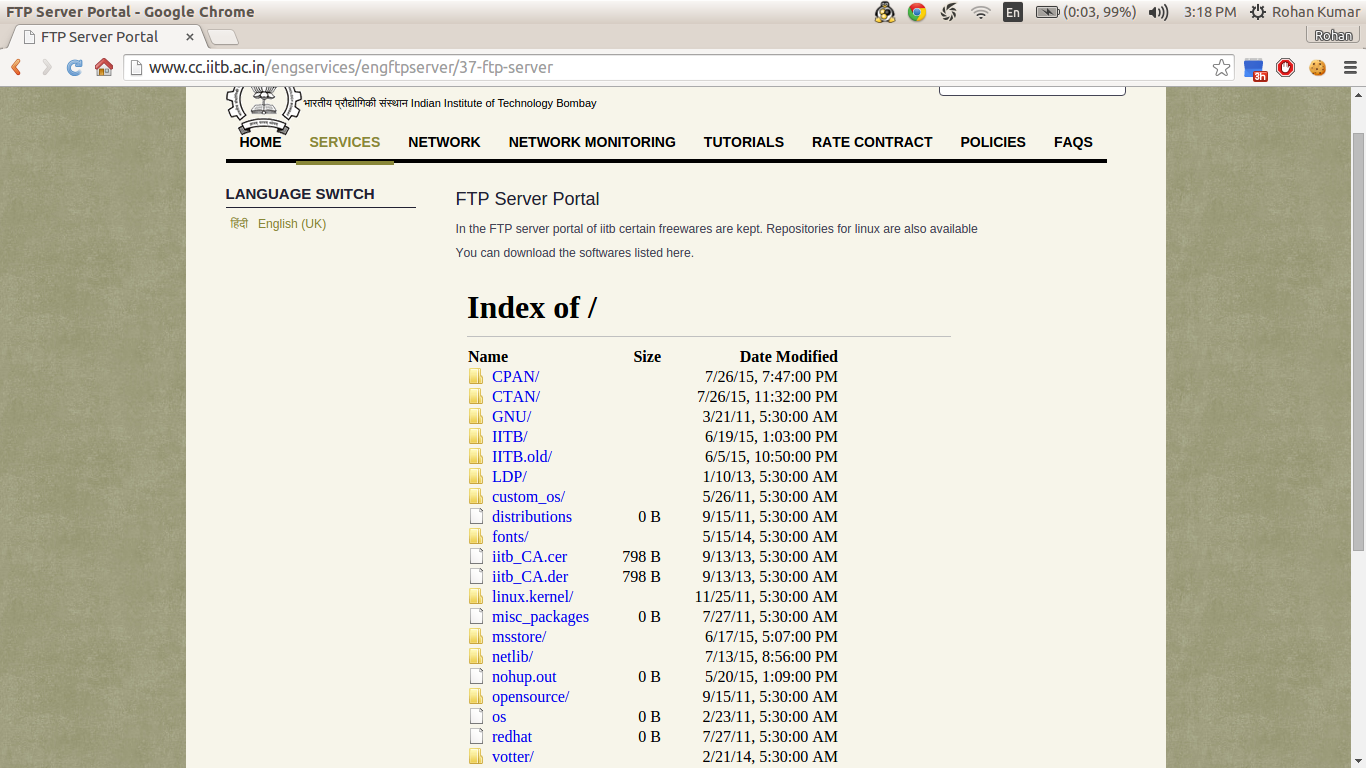 FTP Server Portal - Google Chrome
En (0:03, 99%) 3:18 PM Rohan Kumar
FTP Server Portal × Rohan
www.cc.iitb.ac.in/engservices/engftpserver/37-ftp-server 3h
भारतीय प्रौद्योगिकी संस्थान Indian Institute of Technology Bombay
HOME SERVICES NETWORK NETWORK MONITORING TUTORIALS RATE CONTRACT POLICIES FAQS
LANGUAGE SWITCH
हिंदी English (UK)
FTP Server Portal
In the FTP server portal of iitb certain freewares are kept. Repositories for linux are also available
You can download the softwares listed here.
Index of /
Name Size Date Modified
CPAN/ 7/26/15, 7:47:00 PM
CTAN/ 7/26/15, 11:32:00 PM
GNU/ 3/21/11, 5:30:00 AM
IITB/ 6/19/15, 1:03:00 PM
IITB.old/ 6/5/15, 10:50:00 PM
LDP/ 1/10/13, 5:30:00 AM
custom_os/ 5/26/11, 5:30:00 AM
distributions 0 B 9/15/11, 5:30:00 AM
fonts/ 5/15/14, 5:30:00 AM
iitb_CA.cer 798 B 9/13/13, 5:30:00 AM
iitb_CA.der 798 B 9/13/13, 5:30:00 AM
linux.kernel/ 11/25/11, 5:30:00 AM
misc_packages 0 B 7/27/11, 5:30:00 AM
msstore/ 6/17/15, 5:07:00 PM
netlib/ 7/13/15, 8:56:00 PM
nohup.out 0 B 5/20/15, 1:09:00 PM
opensource/ 9/15/11, 5:30:00 AM
os 0 B 2/23/11, 5:30:00 AM
redhat 0 B 7/27/11, 5:30:00 AM
votter/ 2/21/14, 5:30:00 AM